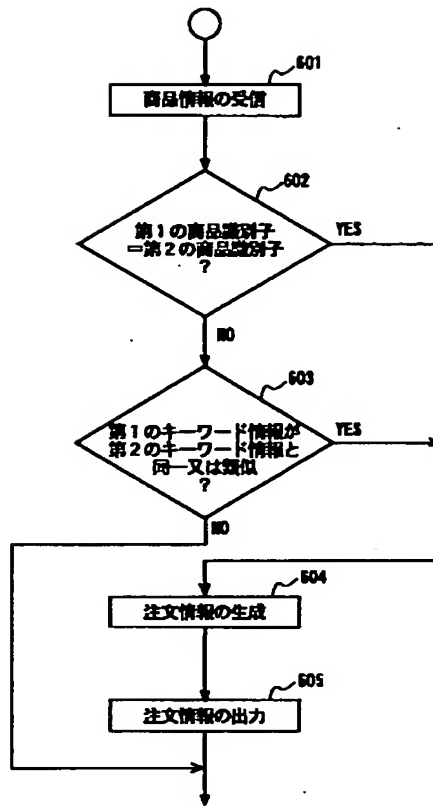 601
商品情報の受信
602
第1の商品識別子
=第2の商品識別子
?
YES
NO
603
第1のキーワード情報が
第2のキーワード情報と
同一又は類似
?
YES
NO
604
注文情報の生成
605
注文情報の出力